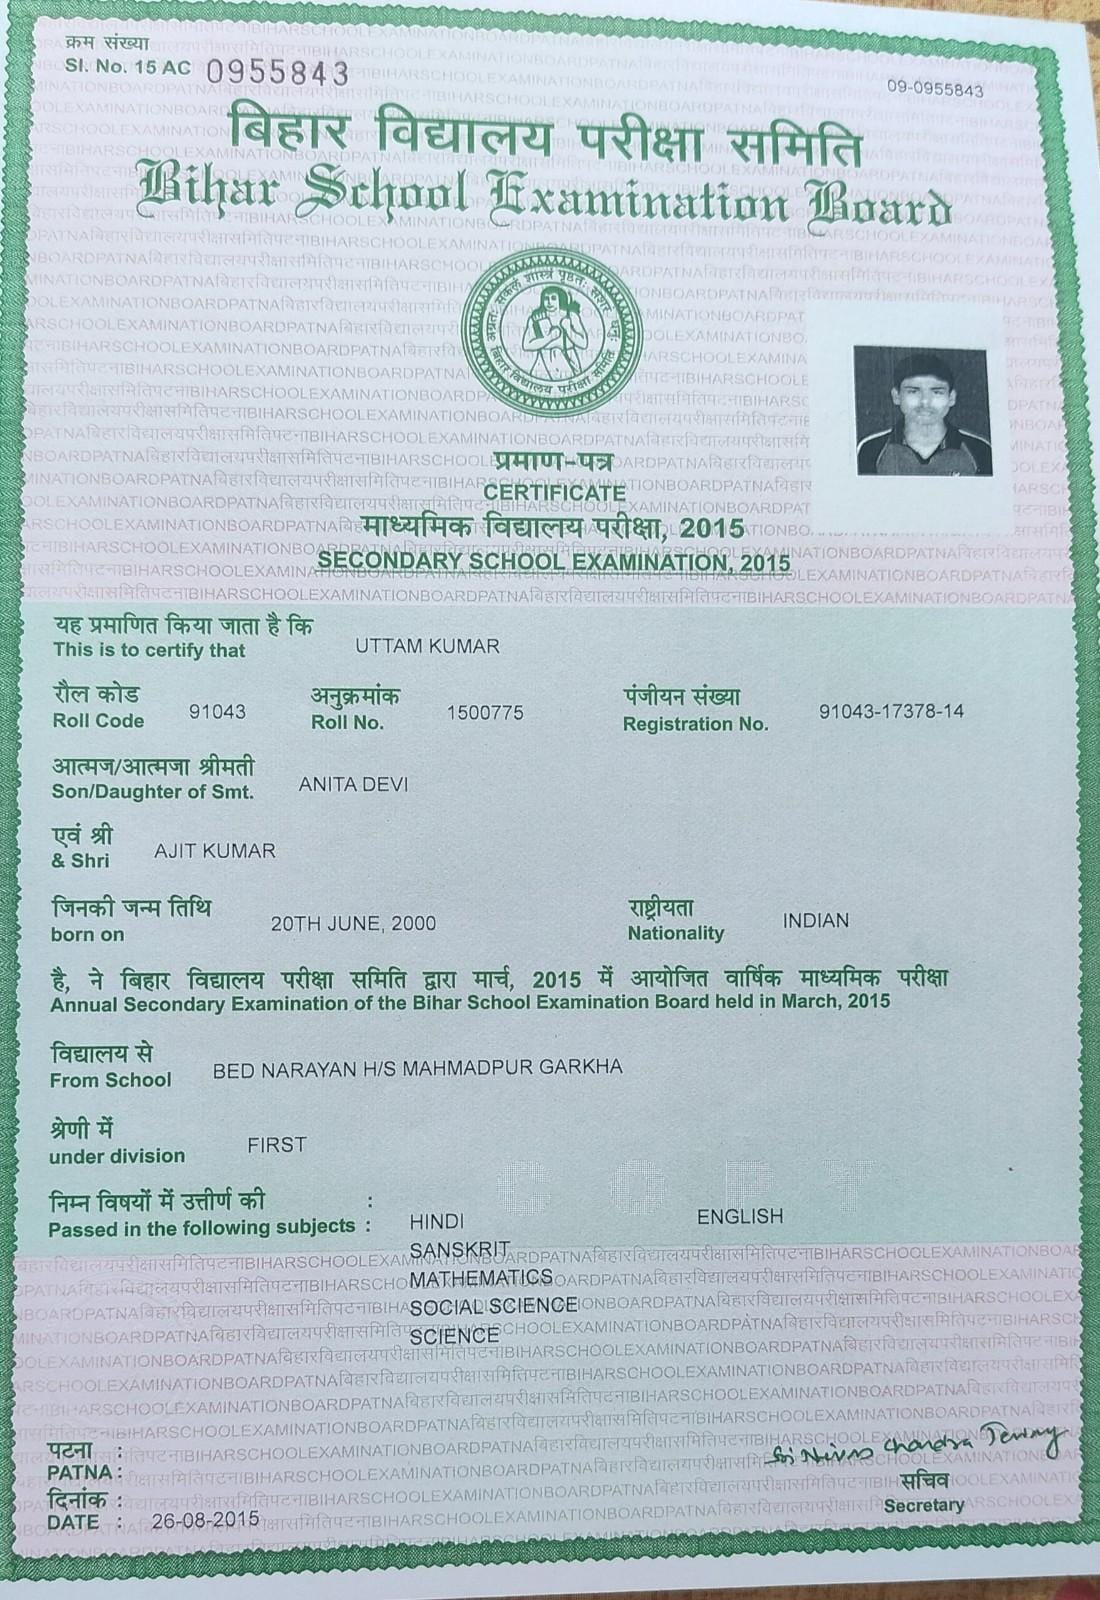 क्रम संख्या
Sl. No. 15 AC 0955843
09-0955843
बिहार विद्यालय परीक्षा समिति
Bihar School Examination Board
बिहार विद्यालय परीक्षा समिति
प्रमाण-पत्र
CERTIFICATE
माध्यमिक विद्यालय परीक्षा, 2015
SECONDARY SCHOOL EXAMINATION, 2015
यह प्रमाणित किया जाता है कि
This is to certify that UTTAM KUMAR
रौल कोड अनुक्रमांक पंजीयन संख्या
Roll Code 91043 Roll No. 1500775 Registration No. 91043-17378-14
आत्मज/आत्मजा श्रीमती
Son/Daughter of Smt. ANITA DEVI
एवं श्री
& Shri AJIT KUMAR
जिनकी जन्म तिथि राष्ट्रीयता
born on 20TH JUNE, 2000 Nationality INDIAN
है, ने बिहार विद्यालय परीक्षा समिति द्वारा मार्च, 2015 में आयोजित वार्षिक माध्यमिक परीक्षा
Annual Secondary Examination of the Bihar School Examination Board held in March, 2015
विद्यालय से
From School BED NARAYAN H/S MAHMADPUR GARKHA
श्रेणी में
under division FIRST
COPY
निम्न विषयों में उत्तीर्ण की :
Passed in the following subjects : HINDI ENGLISH
SANSKRIT
MATHEMATICS
SOCIAL SCIENCE
SCIENCE
पटना :
PATNA :
दिनांक :
DATE : 26-08-2015
सचिव
Secretary